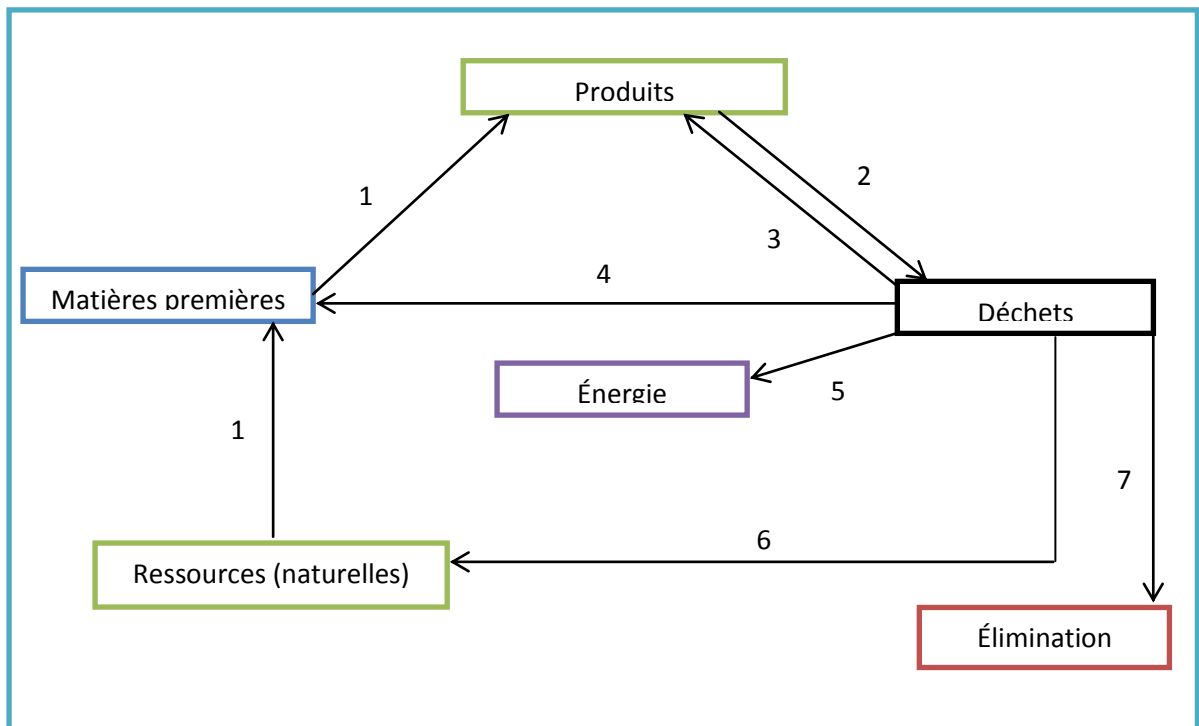 Produits
2
1
3
4
Matières premières
Déchets
Énergie
5
1
7
6
Ressources (naturelles)
Élimination